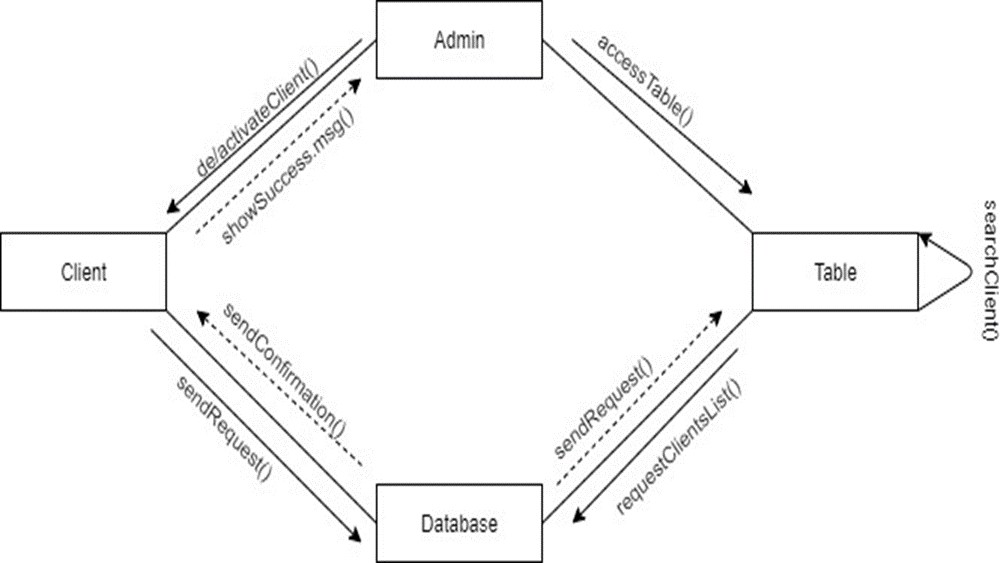 Admin
de/activateClient()
showSuccess.msg()
accessTable()
Client
Table
searchClient()
sendConfirmation()
sendRequest()
sendRequest()
requestClientsList()
Database